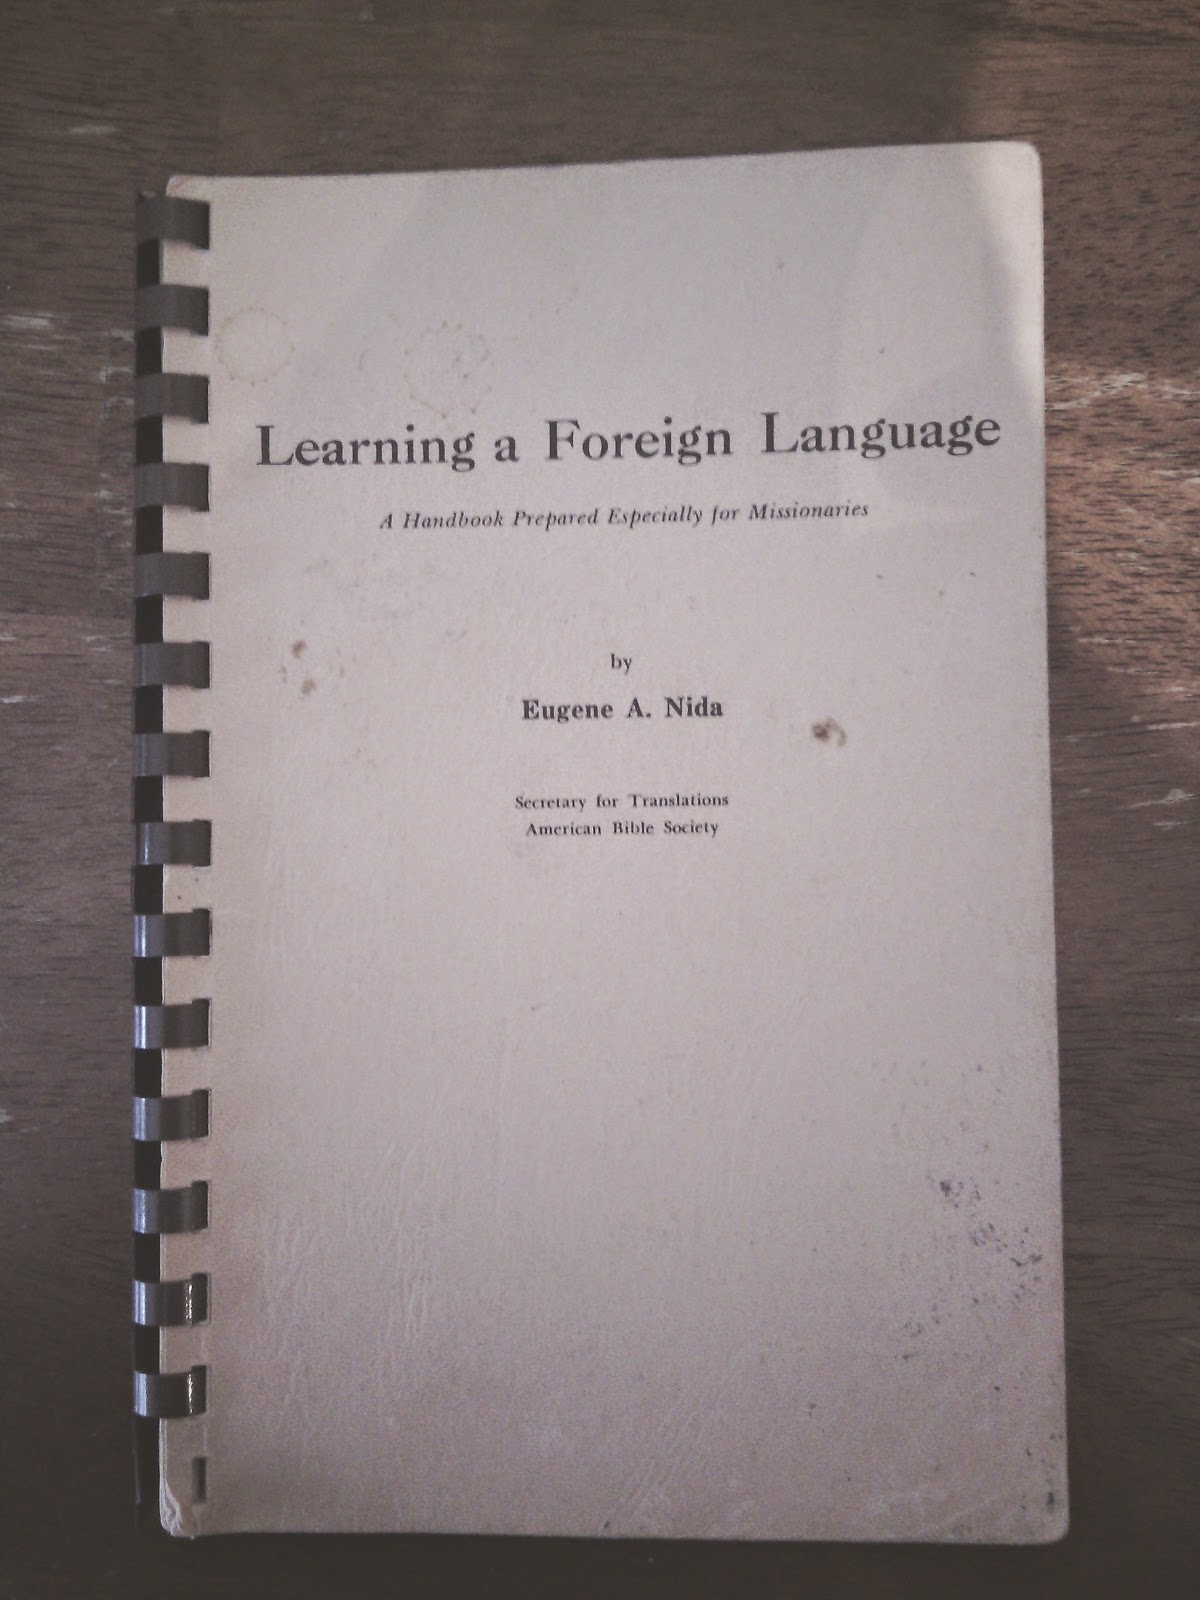 Learning a Foreign Language
A Handbook Prepared Especially for Missionaries
by
Eugene A. Nida
Secretary for Translations
American Bible Society